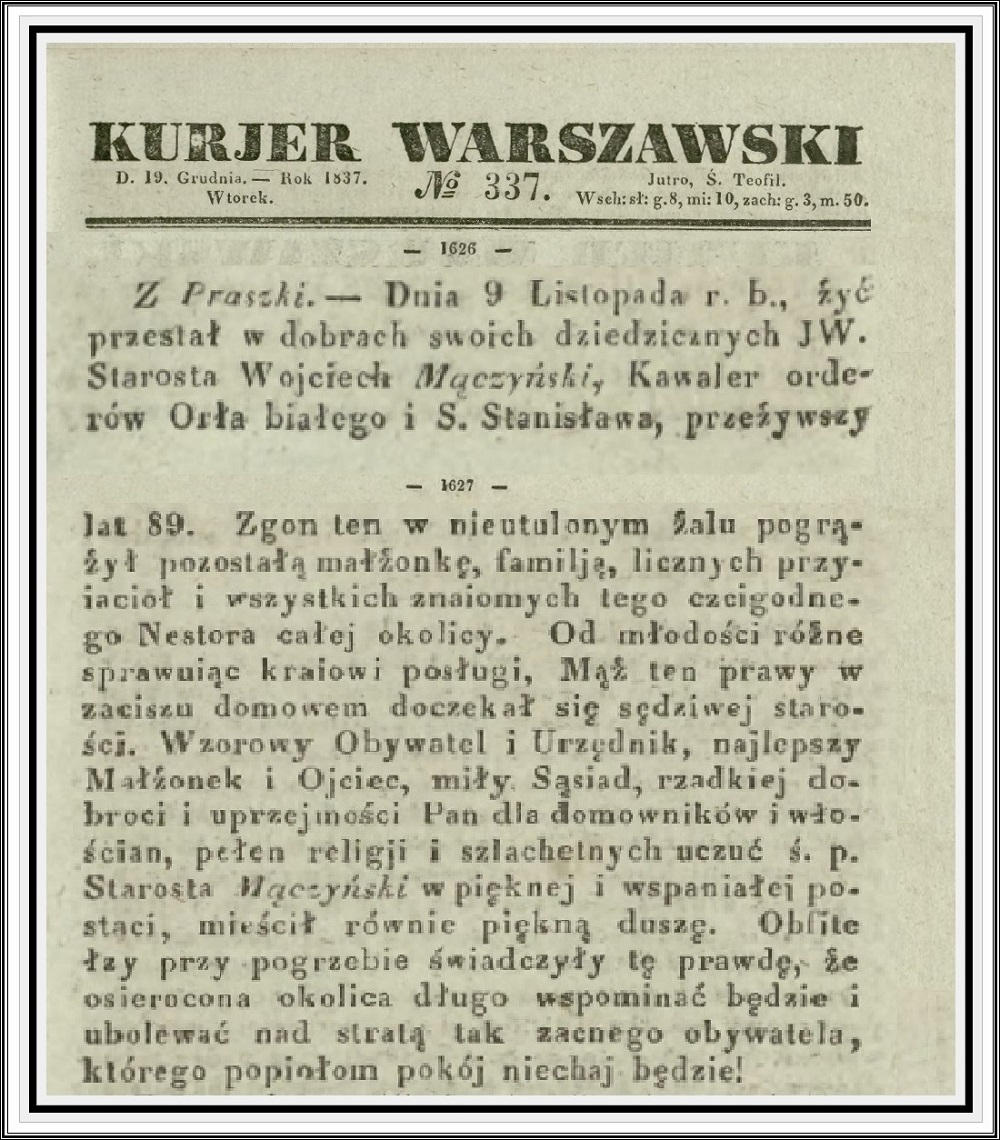 KURJER WARSZAWSKI
D. 19. Grudnia. — Rok 1837.
Wtorek.
№ 337.
Jutro, Ś. Teofil.
Wsch: sł: g. 8, mi: 10, zach: g. 3, m. 50.
— 1626 —
Z Praszki. — Dnia 9 Listopada r. b., żyć
przestał w dobrach swoich dziedzicznych JW.
Starosta Wojciech Mączyński, Kawaler orde-
rów Orła białego i S. Stanisława, przeżywszy
— 1627 —
lat 89. Zgon ten w nieutulonym żalu pogrą-
żył pozostałą małżonkę, familją, licznych przy-
iacioł i wszystkich znaiomych tego czcigodne-
go Nestora całej okolicy. Od młodości różne
sprawuiąc kraiowi posługi, Mąż ten prawy w
zaciszu domowem doczekał się sędziwej staro-
ści. Wzorowy Obywatel i Urzędnik, najlepszy
Małżonek i Ojciec, miły Sąsiad, rzadkiej do-
broci i uprzejmości Pan dla domowników i wło-
ścian, pełen religji i szlachetnych uczuć ś. p.
Starosta Mączyński w pięknej i wspaniałej po-
staci, mieścił równie piękną duszę. Obfite
łzy przy pogrzebie świadczyły tę prawdę, że
osierocona okolica długo wspominać będzie i
ubolewać nad stratą tak zacnego obywatela,
którego popiołom pokój niechaj będzie!